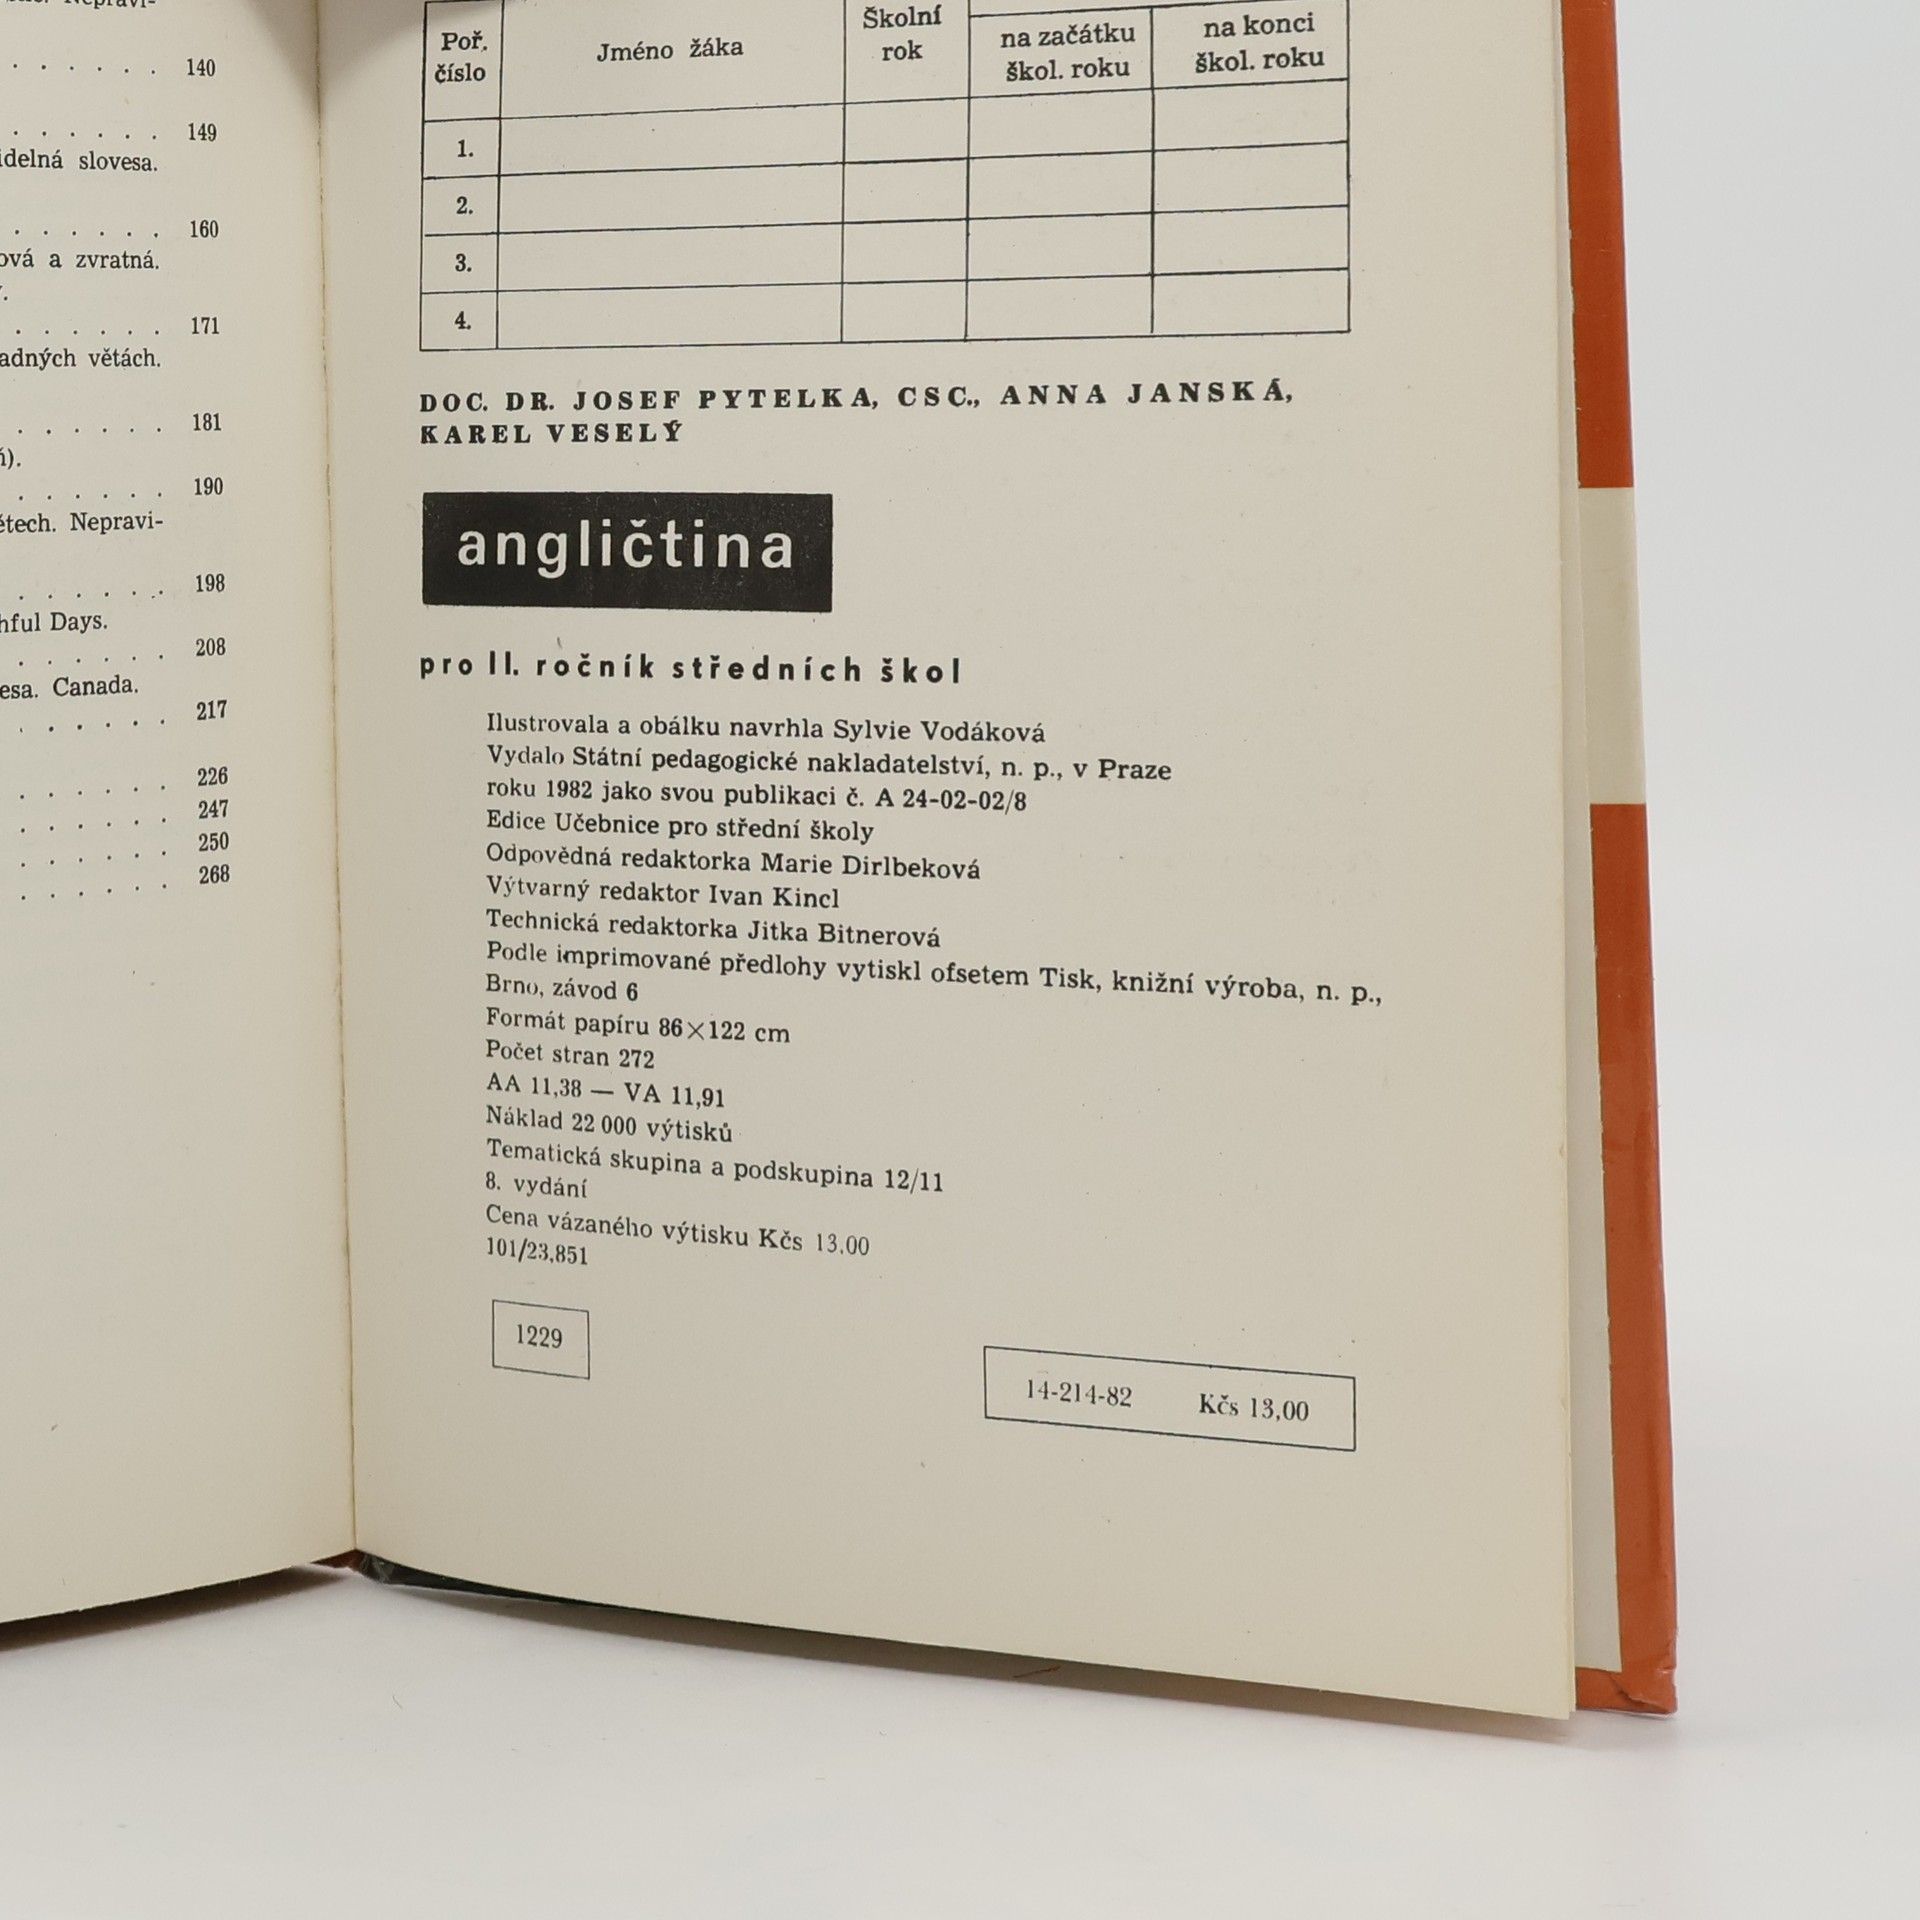 140
149
idelná slovesa.
160
ová a zvratná.
171
adných větách.
181
190
ětech. Nepravi-
198
hful Days.
208
esa. Canada.
217
226
247
250
268
Poř. číslo
Jméno žáka
Školní rok
na začátku škol. roku
na konci škol. roku
1.
2.
3.
4.
DOC. DR. JOSEF PYTELKA, CSC., ANNA JANSKÁ,
KAREL VESELÝ
angličtina
pro II. ročník středních škol
Ilustrovala a obálku navrhla Sylvie Vodáková
Vydalo Státní pedagogické nakladatelství, n. p., v Praze
roku 1982 jako svou publikaci č. A 24-02-02/8
Edice Učebnice pro střední školy
Odpovědná redaktorka Marie Dirlbeková
Výtvarný redaktor Ivan Kincl
Technická redaktorka Jitka Bitnerová
Podle imprimované předlohy vytiskl ofsetem Tisk, knižní výroba, n. p.,
Brno, závod 6
Formát papíru 86×122 cm
Počet stran 272
AA 11,38 — VA 11,91
Náklad 22 000 výtisků
Tematická skupina a podskupina 12/11
8. vydání
Cena vázaného výtisku Kčs 13,00
101/23,851
1229
14-214-82 Kčs 13,00